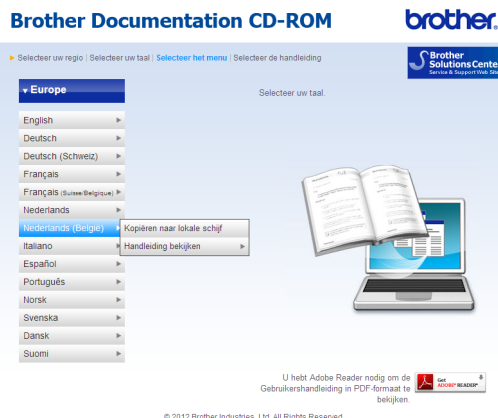 Brother Documentation CD-ROM
brother.
Selecteer uw regio | Selecteer uw taal | Selecteer het menu | Selecteer de handleiding
Brother
Solutions Center
Service & Support Web Site
Europe
Selecteer uw taal.
English
Deutsch
Deutsch (Schweiz)
Français
Français (Suisse/Belgique)
Nederlands
Nederlands (België)
Kopiëren naar lokale schijf
Italiano
Handleiding bekijken
Español
Português
Norsk
Svenska
Dansk
Suomi
U hebt Adobe Reader nodig om de
Gebruikershandleiding in PDF-formaat te
bekijken.
Get
ADOBE® READER®
© 2012 Brother Industries, Ltd. All Rights Reserved.